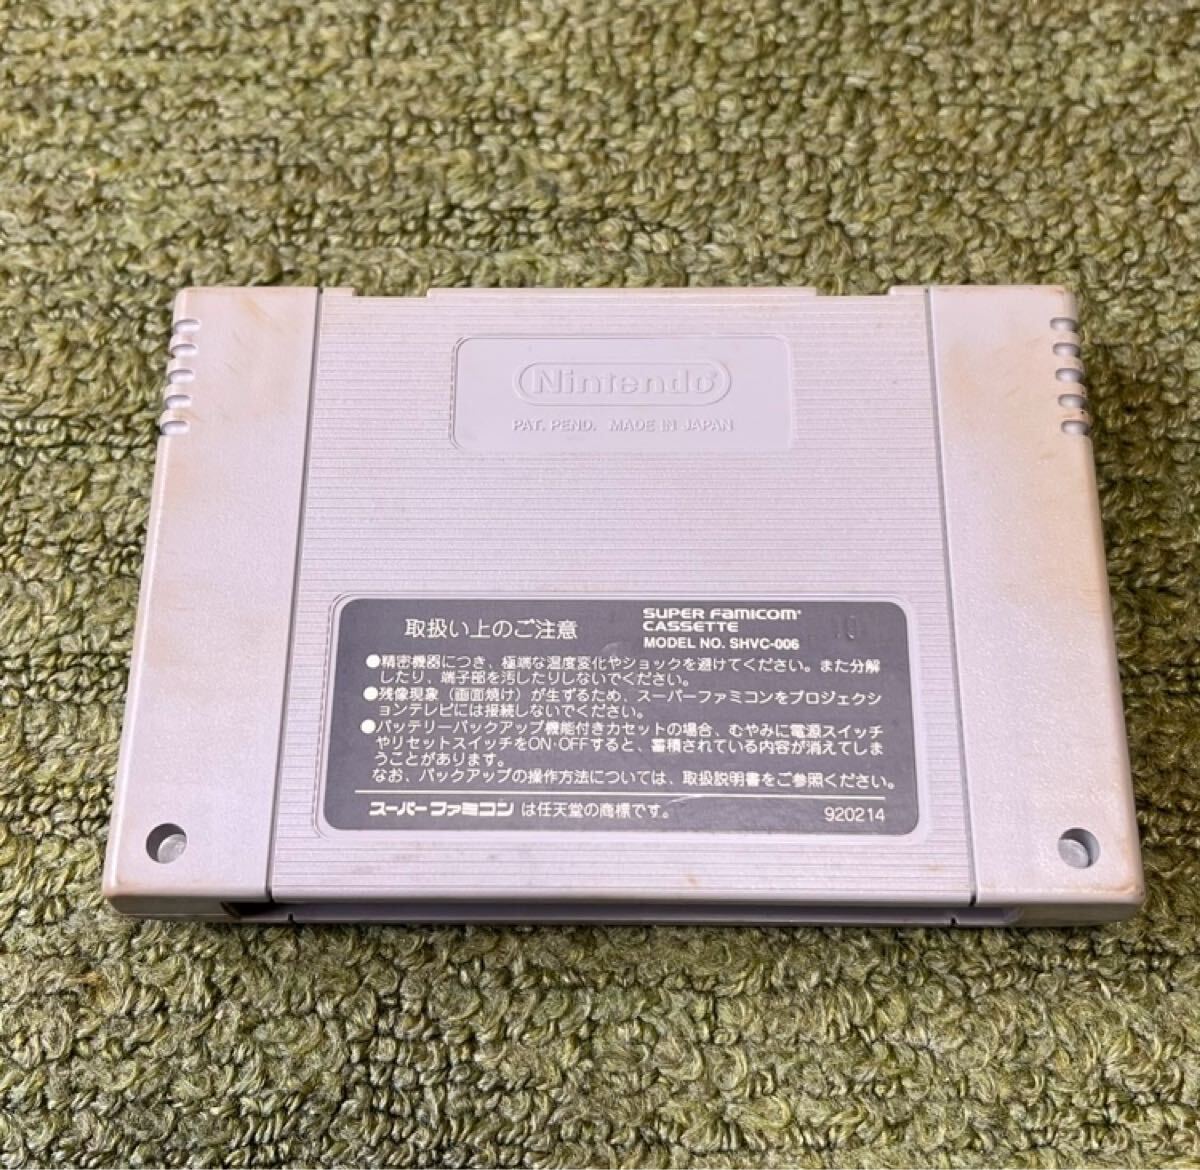 Nintendo®
PAT. PEND. MADE IN JAPAN
取扱い上のご注意
SUPER Famicom®
CASSETTE
MODEL NO. SHVC-006
10
●精密機器につき、極端な温度変化やショックを避けてください。また分解
したり、端子部を汚したりしないでください。
●残像現象（画面焼け）が生ずるため、スーパーファミコンをプロジェクシ
ョンテレビには接続しないでください。
●バッテリーバックアップ機能付きカセットの場合、むやみに電源スイッチ
やリセットスイッチをON·OFFすると、蓄積されている内容が消えてしま
うことがあります。
なお、バックアップの操作方法については、取扱説明書をご参照ください。
スーパーファミコン は任天堂の商標です。
920214